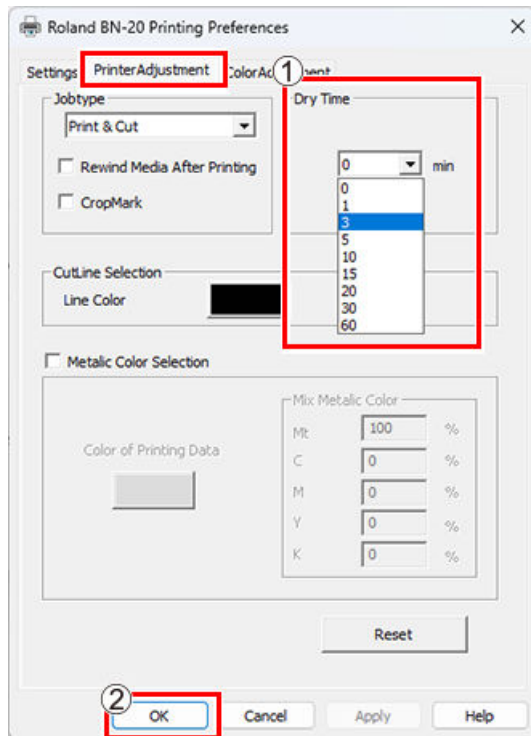 Roland BN-20 Printing Preferences
Settings PrinterAdjustment ColorAd ment
①
Jobtype
Print & Cut
Rewind Media After Printing
CropMark
Dry Time
0 min
0
1
3
5
10
15
20
30
60
CutLine Selection
Line Color
Metalic Color Selection
Color of Printing Data
Mix Metalic Color
Mt 100 %
C 0 %
M 0 %
Y 0 %
K 0 %
Reset
②
OK Cancel Apply Help